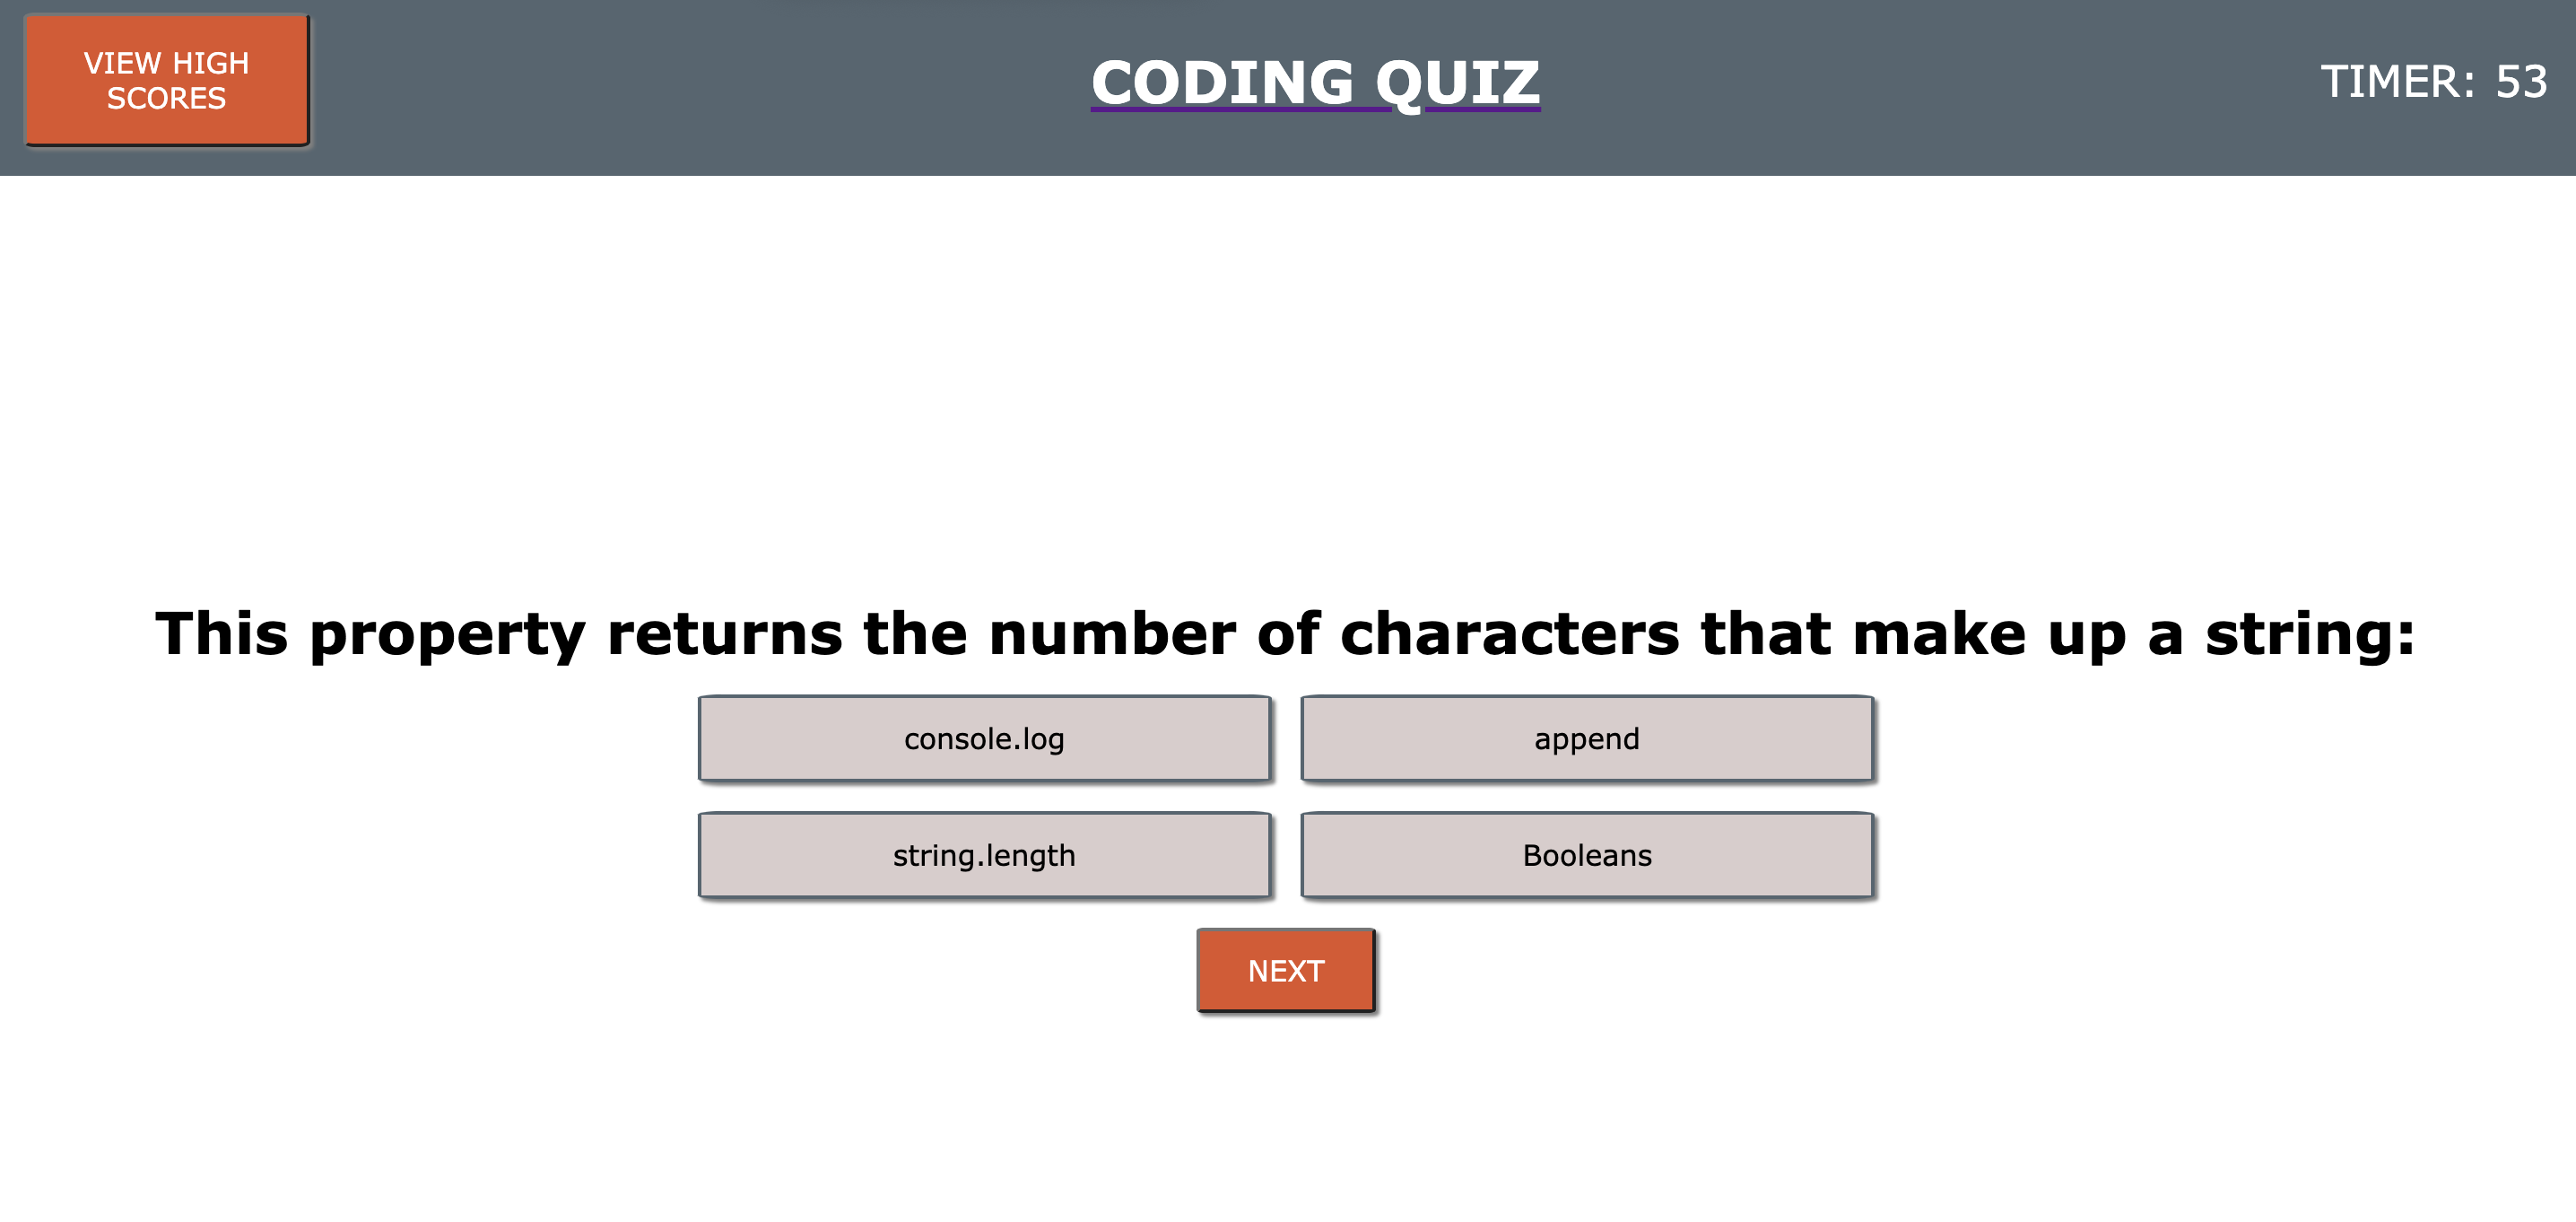 VIEW HIGH
SCORES
CODING QUIZ
TIMER: 53
This property returns the number of characters that make up a string:
console.log
append
string.length
Booleans
NEXT